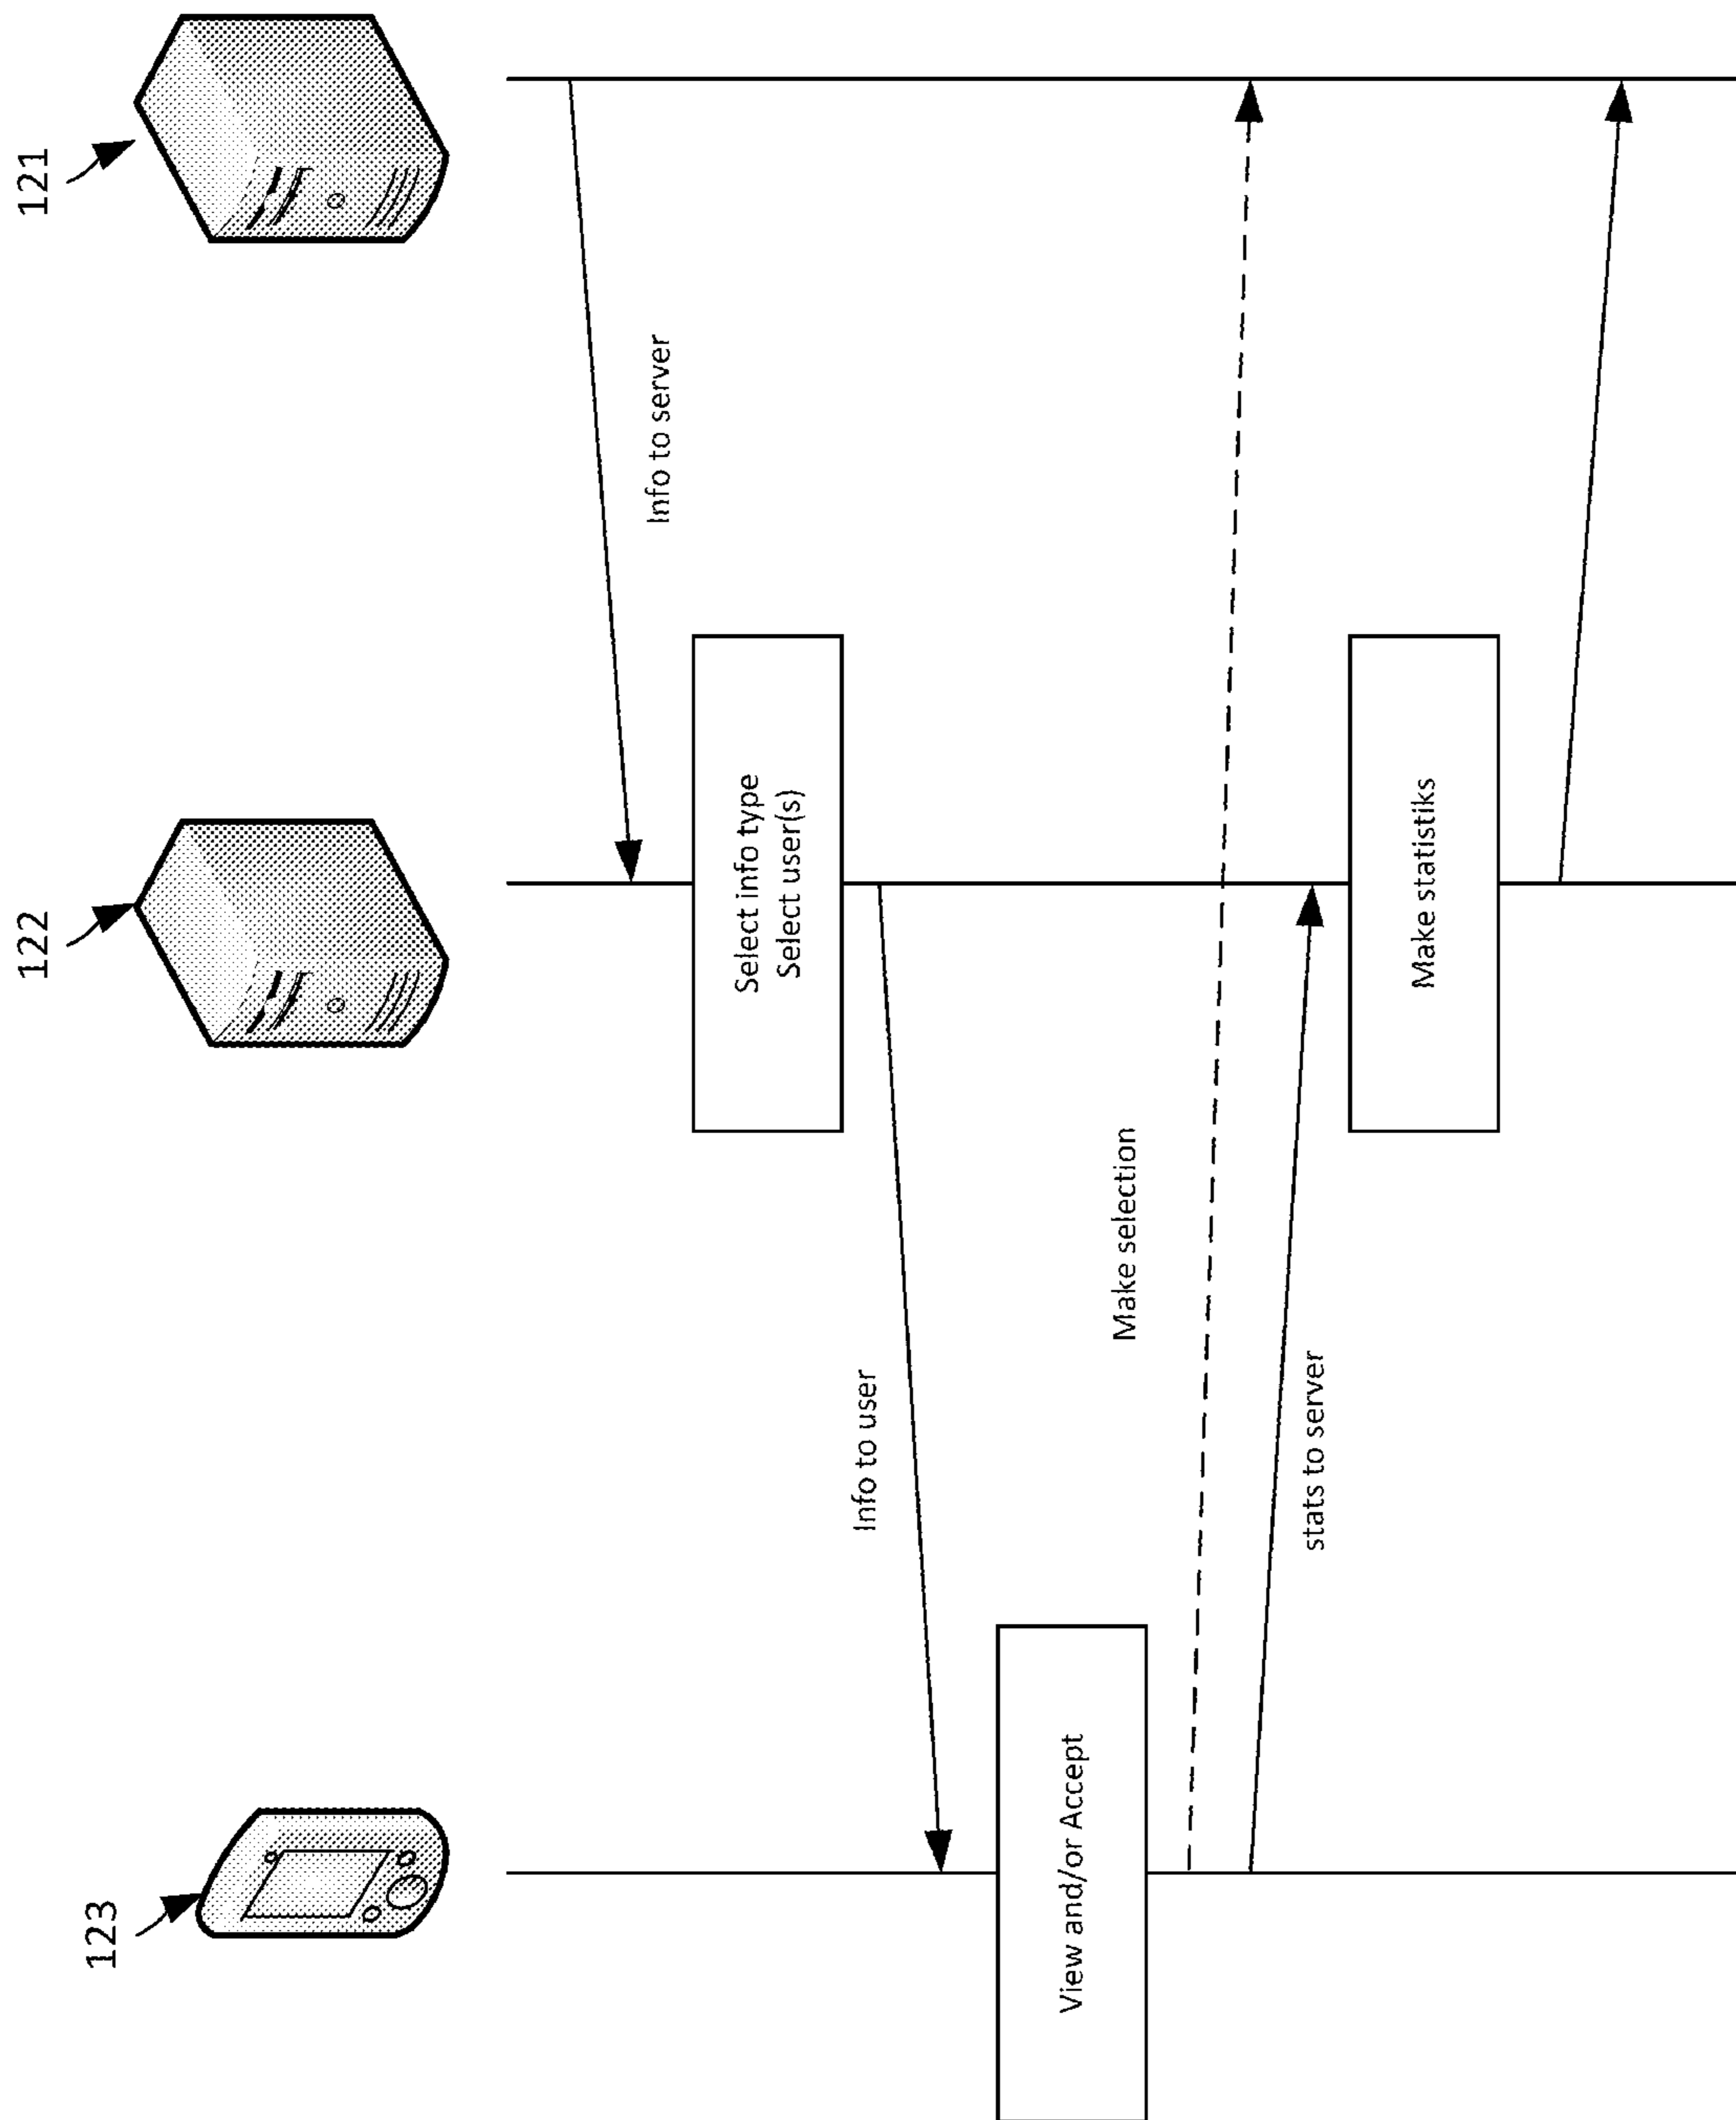 121
122
123
Info to server
Select info type
Select user(s)
Info to user
View and/or Accept
Make selection
stats to server
Make statistiks